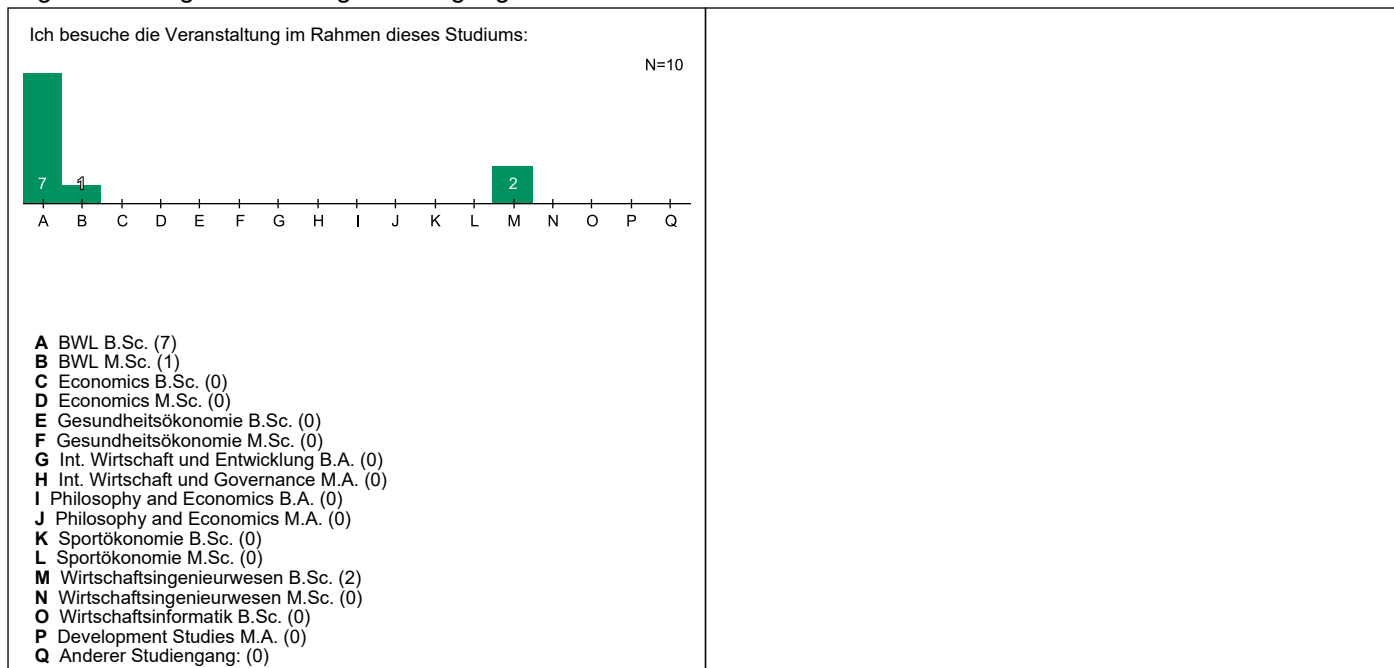 Ich besuche die Veranstaltung im Rahmen dieses Studiums:
N=10
7 1 2
A B C D E F G H I J K L M N O P Q
A BWL B.Sc. (7)
B BWL M.Sc. (1)
C Economics B.Sc. (0)
D Economics M.Sc. (0)
E Gesundheitsökonomie B.Sc. (0)
F Gesundheitsökonomie M.Sc. (0)
G Int. Wirtschaft und Entwicklung B.A. (0)
H Int. Wirtschaft und Governance M.A. (0)
I Philosophy and Economics B.A. (0)
J Philosophy and Economics M.A. (0)
K Sportökonomie B.Sc. (0)
L Sportökonomie M.Sc. (0)
M Wirtschaftsingenieurwesen B.Sc. (2)
N Wirtschaftsingenieurwesen M.Sc. (0)
O Wirtschaftsinformatik B.Sc. (0)
P Development Studies M.A. (0)
Q Anderer Studiengang: (0)